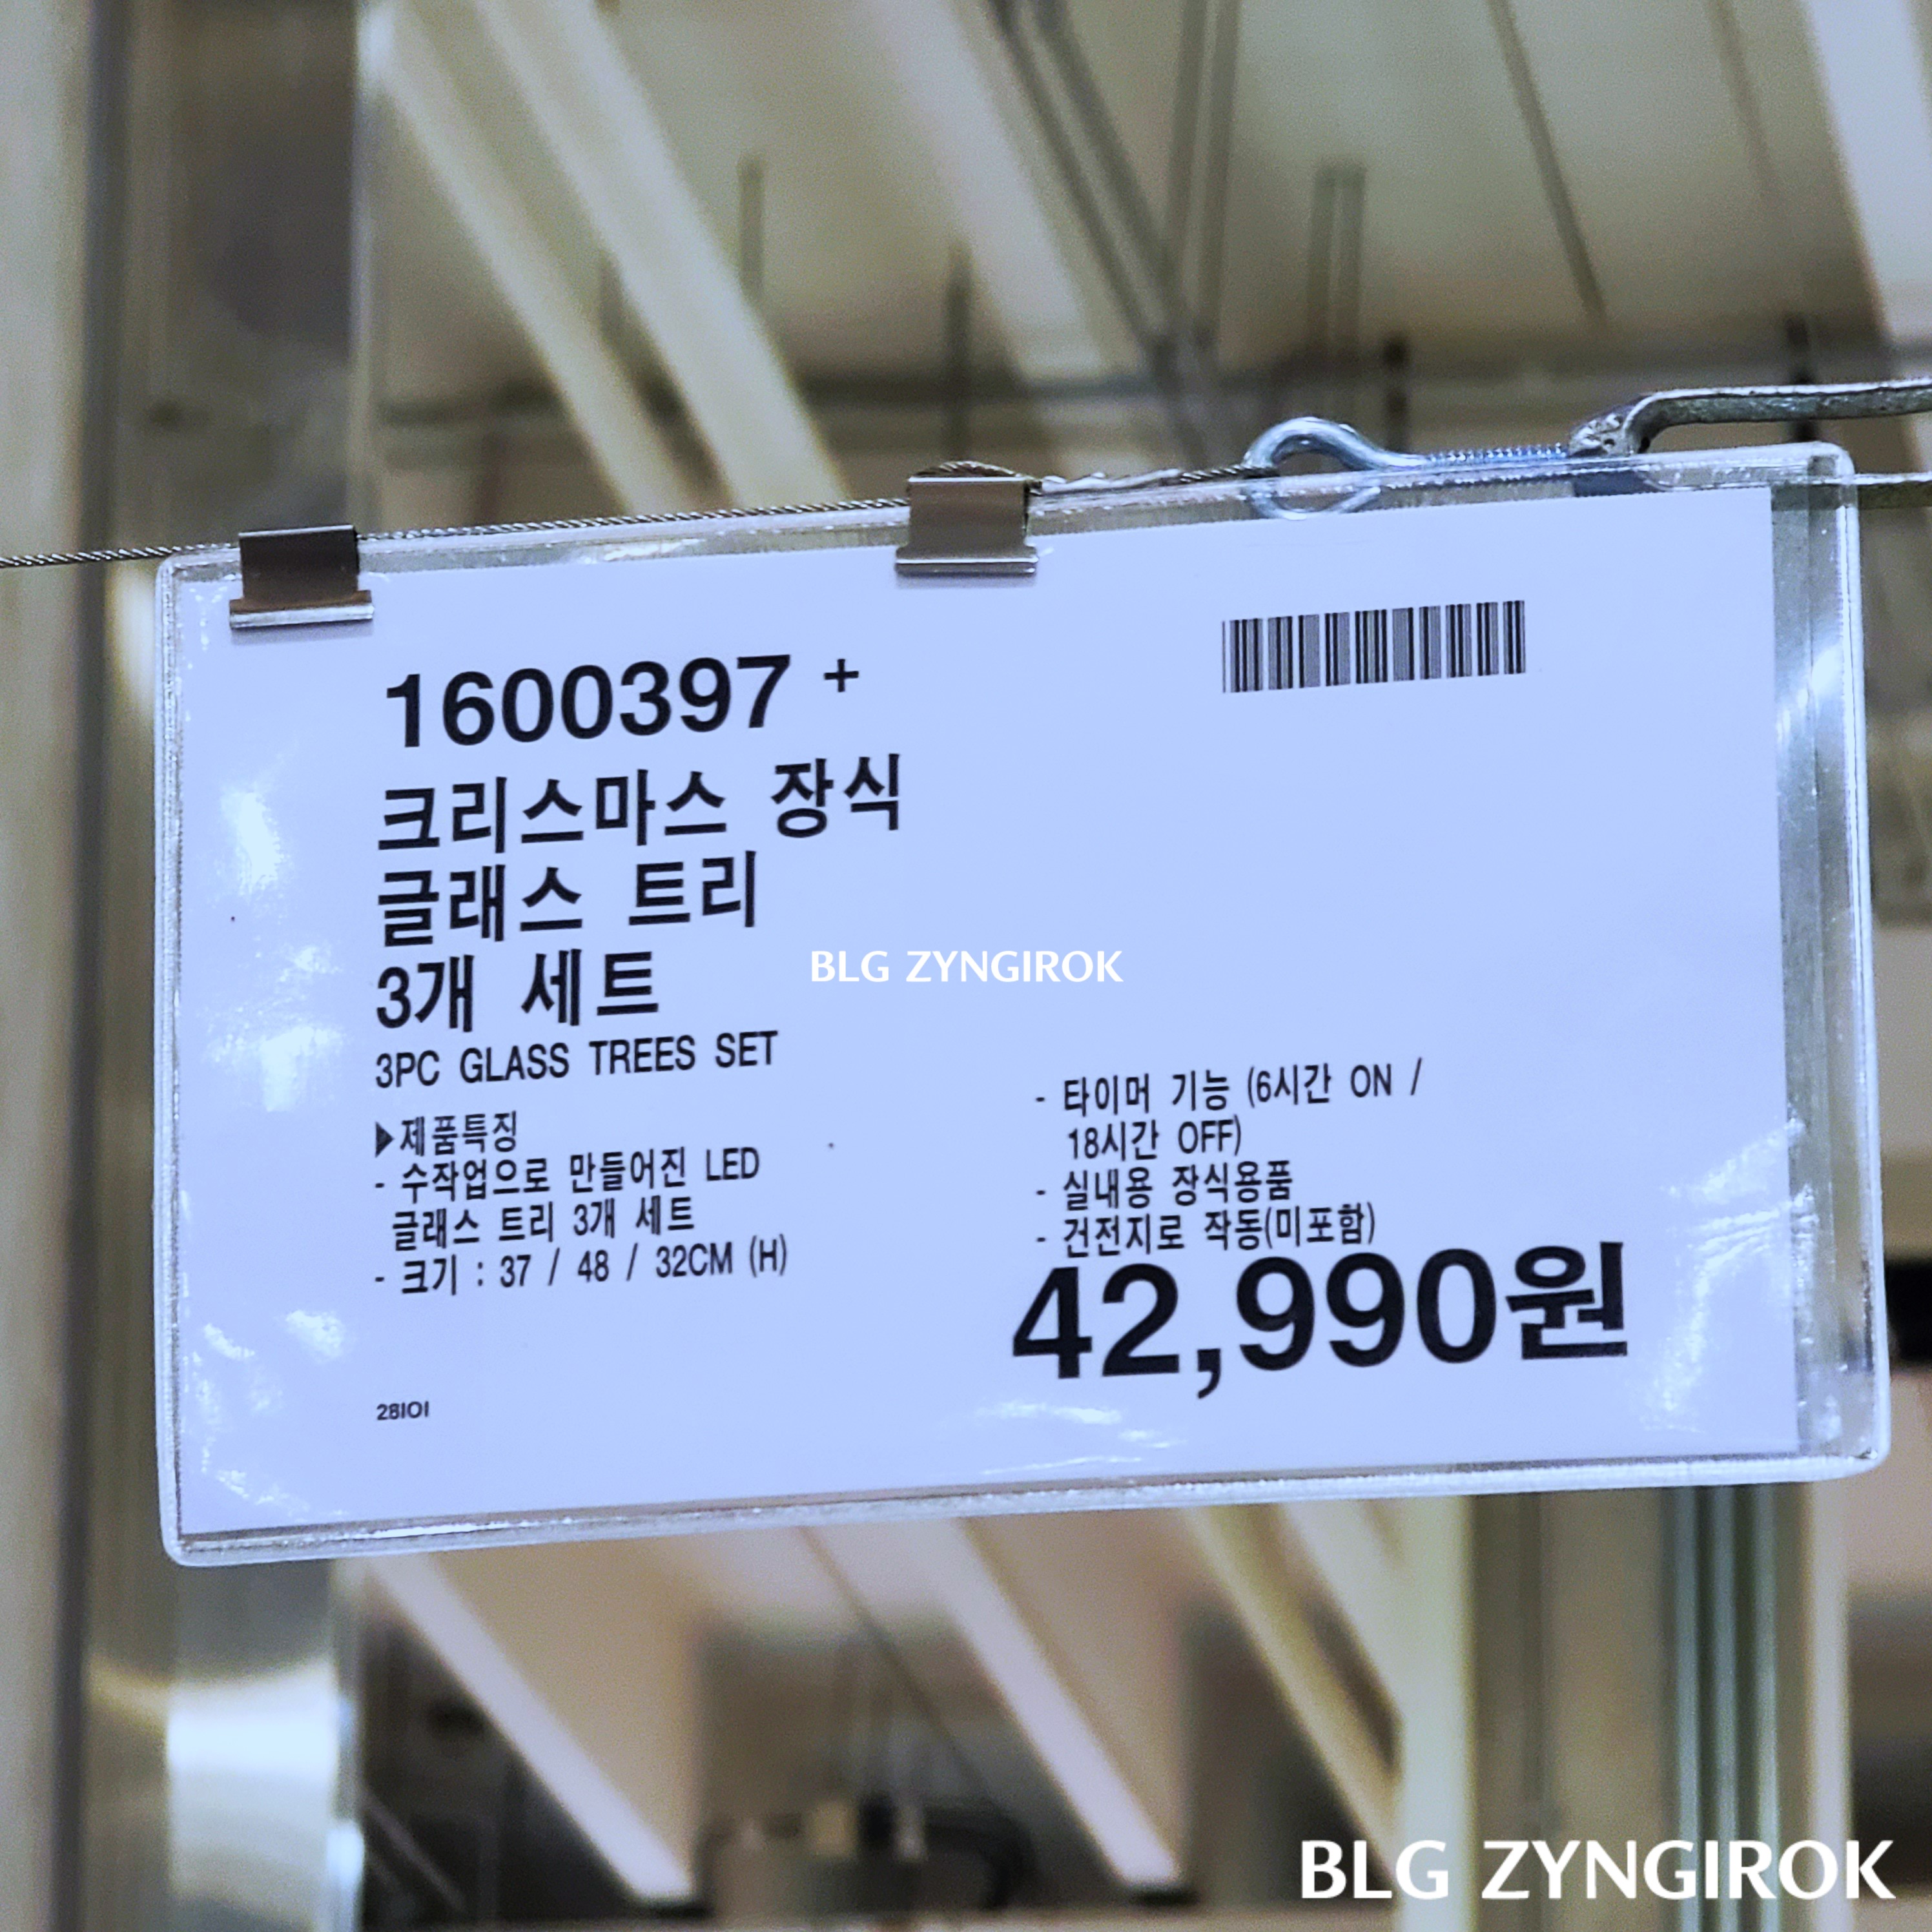 1600397 +
크리스마스 장식
글래스 트리
3개 세트
3PC GLASS TREES SET
▶제품특징
- 수작업으로 만들어진 LED
글래스 트리 3개 세트
- 크기 : 37 / 48 / 32CM (H)
- 타이머 기능 (6시간 ON /
18시간 OFF)
- 실내용 장식용품
- 건전지로 작동(미포함)
42,990원
28IOI
BLG ZYNGIROK
BLG ZYNGIROK